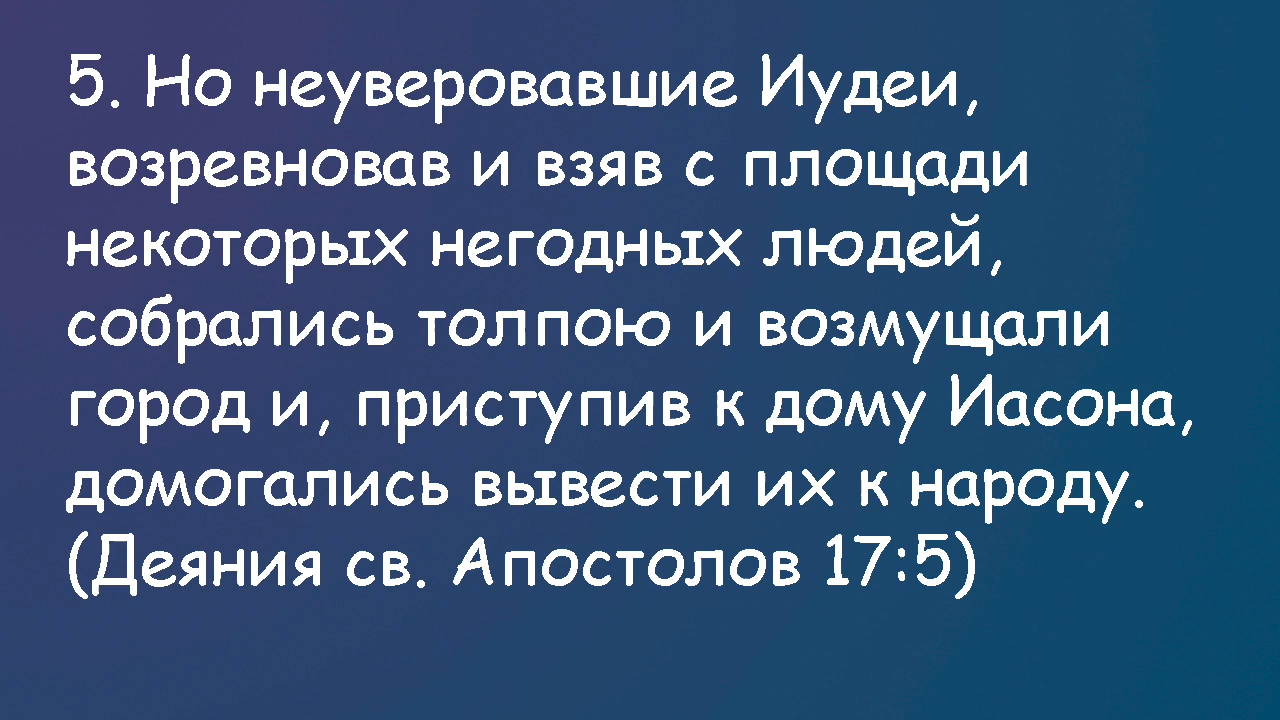 5. Но неуверовавшие Иудеи,
возревновав и взяв с площади
некоторых негодных людей,
собрались толпою и возмущали
город и, приступив к дому Иасона,
домогались вывести их к народу.
(Деяния св. Апостолов 17:5)